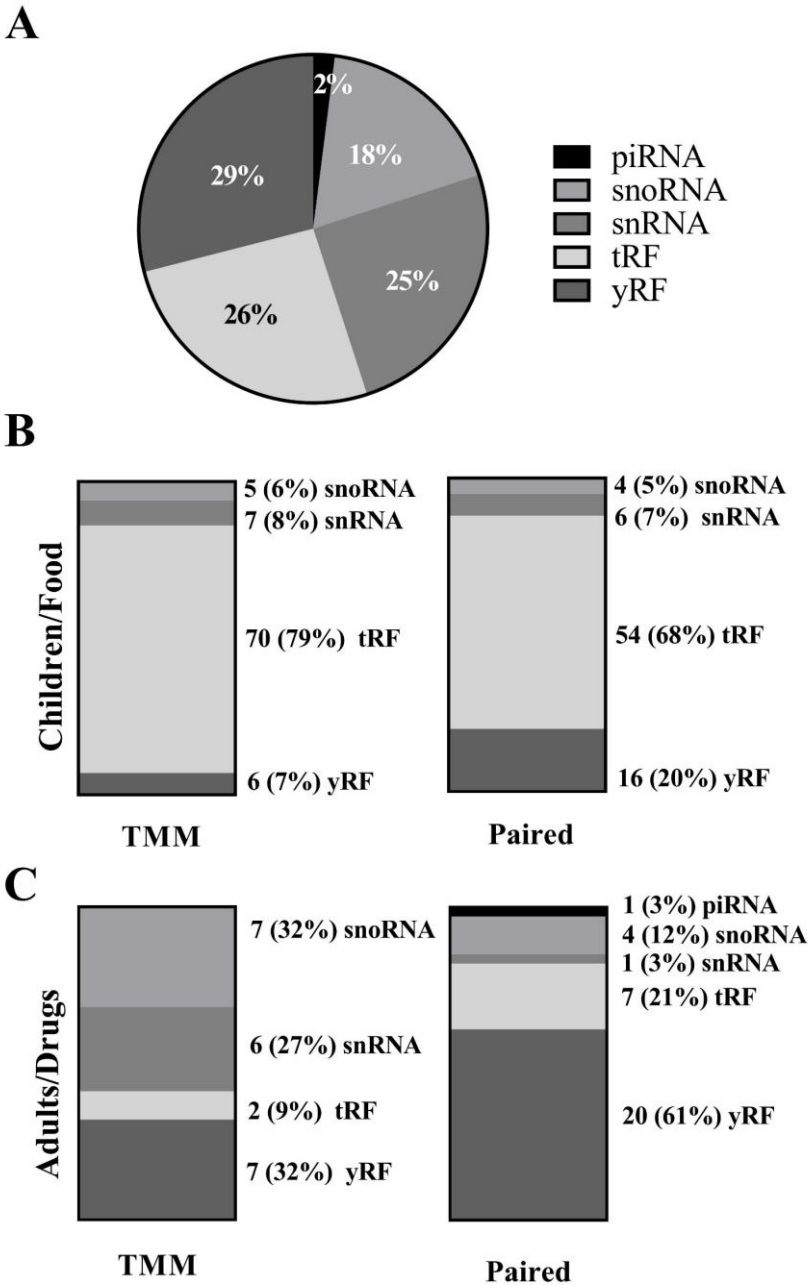 A
2%
18%
25%
26%
29%
piRNA
snoRNA
snRNA
tRF
yRF
B
Children/Food
5 (6%) snoRNA
7 (8%) snRNA
70 (79%) tRF
6 (7%) yRF
TMM
4 (5%) snoRNA
6 (7%) snRNA
54 (68%) tRF
16 (20%) yRF
Paired
C
Adults/Drugs
7 (32%) snoRNA
6 (27%) snRNA
2 (9%) tRF
7 (32%) yRF
TMM
1 (3%) piRNA
4 (12%) snoRNA
1 (3%) snRNA
7 (21%) tRF
20 (61%) yRF
Paired